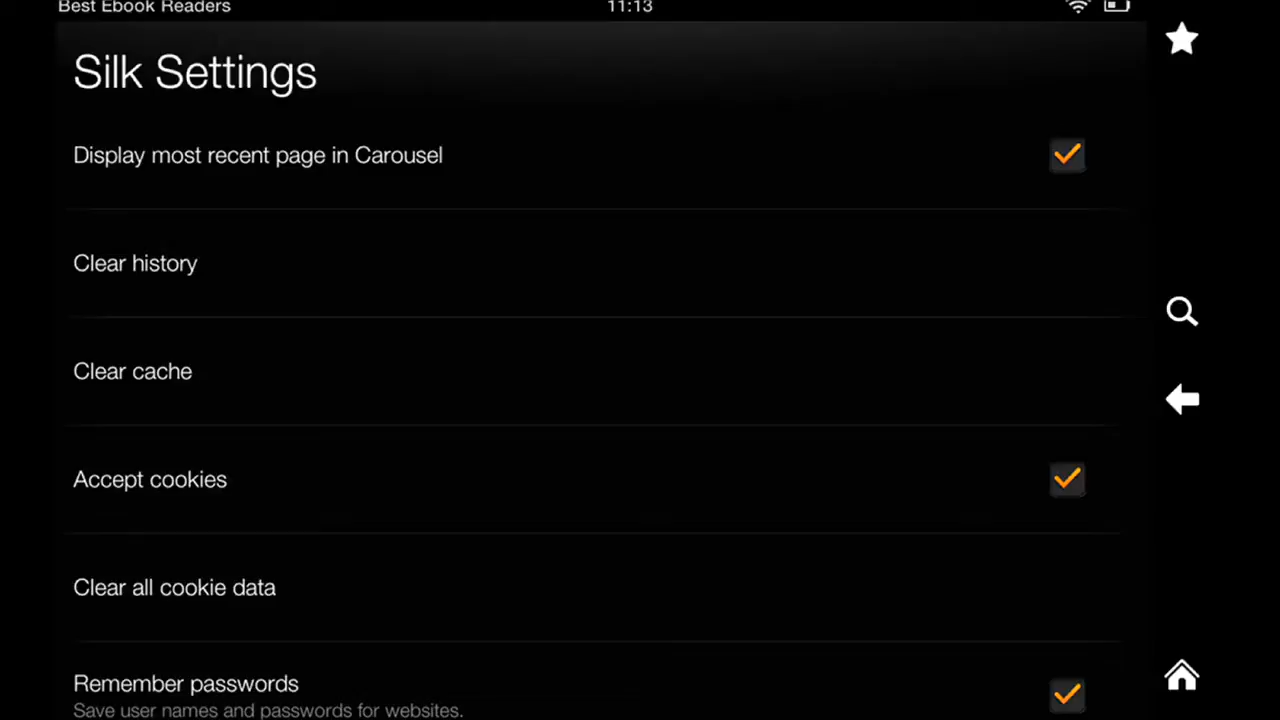 Best Ebook Readers 11:13
Silk Settings
Display most recent page in Carousel
Clear history
Clear cache
Accept cookies
Clear all cookie data
Remember passwords
Save user names and passwords for websites.